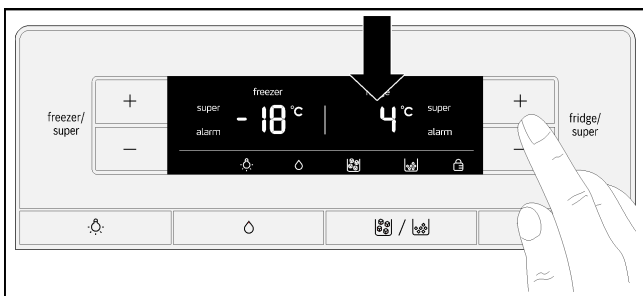 freezer
super
-18 °C
4 °C
super
alarm
alarm
freezer/
super
+
−
+
−
fridge/
super
/